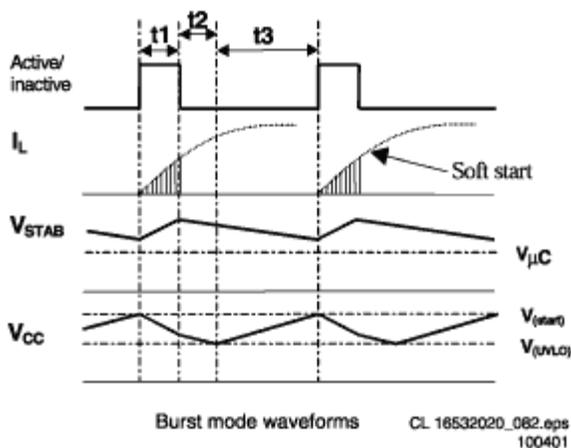 t1 t2 t3
Active/
inactive
IL
Soft start
VSTAB
VμC
VCC
V(start)
V(UVLO)
Burst mode waveforms
CL 16532020_082.eps
100401